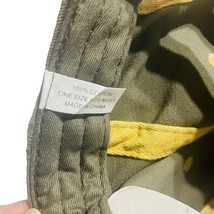 100% COTTON
ONE SIZE FITS MOST
MADE IN CHINA